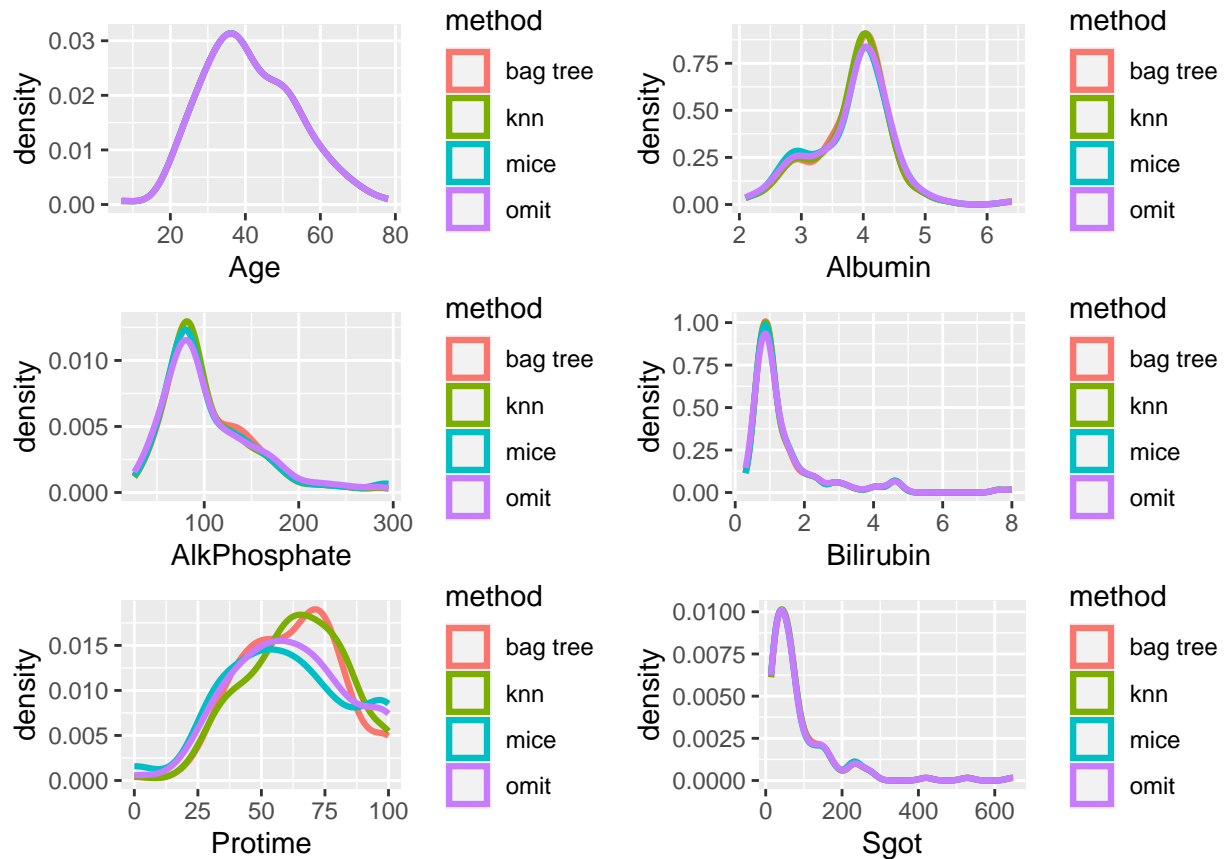 method
bag tree
knn
mice
omit
density
0.03
0.02
0.01
0.00
20 40 60 80
Age
method
bag tree
knn
mice
omit
density
0.75
0.50
0.25
0.00
2 3 4 5 6
Albumin
method
bag tree
knn
mice
omit
density
0.010
0.005
0.000
100 200 300
AlkPhosphate
method
bag tree
knn
mice
omit
density
1.00
0.75
0.50
0.25
0.00
0 2 4 6 8
Bilirubin
method
bag tree
knn
mice
omit
density
0.015
0.010
0.005
0.000
0 25 50 75 100
Protime
method
bag tree
knn
mice
omit
density
0.0100
0.0075
0.0050
0.0025
0.0000
0 200 400 600
Sgot